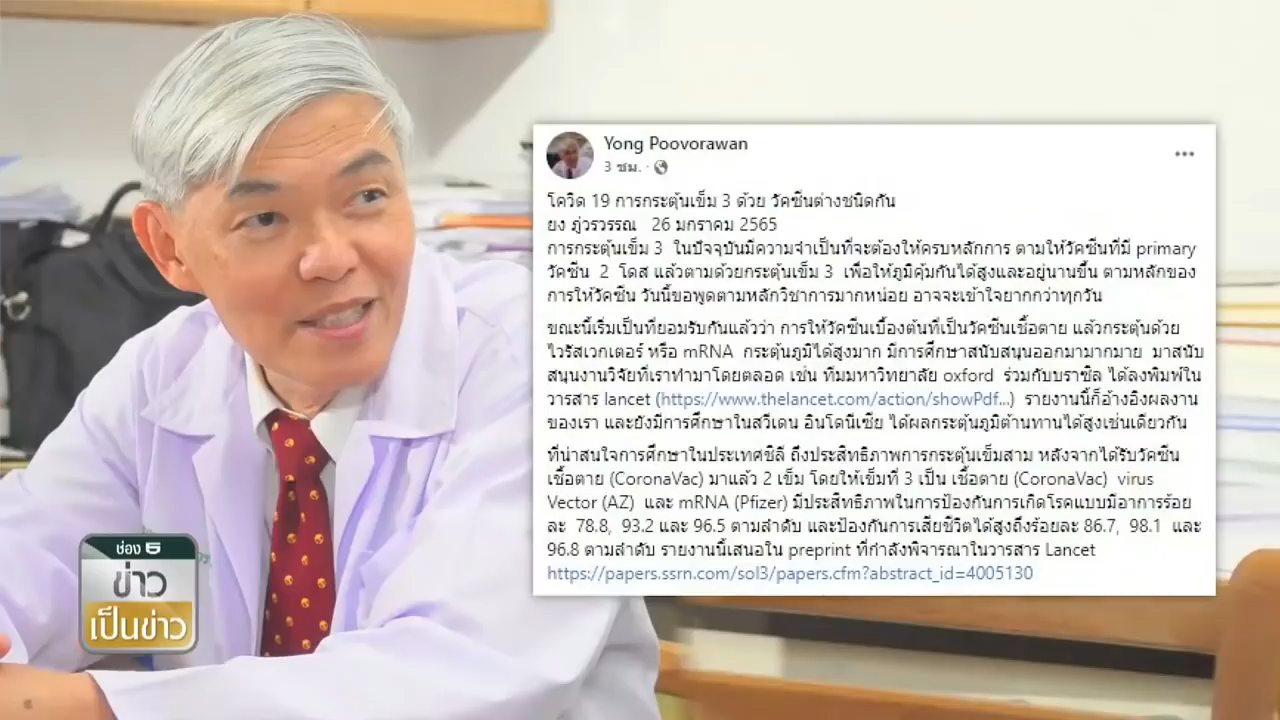 Yong Poovorawan
3 ชม. ·
โควิด 19 การกระตุ้นเข็ม 3 ด้วย วัคซีนต่างชนิดกัน
ยง ภู่วรวรรณ 26 มกราคม 2565
การกระตุ้นเข็ม 3 ในปัจจุบันมีความจำเป็นที่จะต้องให้ครบหลักการ ตามให้วัคซีนที่มี primary
วัคซีน 2 โดส แล้วตามด้วยกระตุ้นเข็ม 3 เพื่อให้ภูมิคุ้มกันได้สูงและอยู่นานขึ้น ตามหลักของ
การให้วัคซีน วันนี้ขอพูดตามหลักวิชาการมากหน่อย อาจจะเข้าใจยากกว่าทุกวัน
ขณะนี้เริ่มเป็นที่ยอมรับกันแล้วว่า การให้วัคซีนเบื้องต้นที่เป็นวัคซีนเชื้อตาย แล้วกระตุ้นด้วย
ไวรัสเวกเตอร์ หรือ mRNA กระตุ้นภูมิได้สูงมาก มีการศึกษาสนับสนุนออกมามากมาย มาสนับ
สนุนงานวิจัยที่เราทำมาโดยตลอด เช่น ทีมมหาวิทยาลัย oxford ร่วมกับบราซิล ได้ลงพิมพ์ใน
วารสาร lancet (https://www.thelancet.com/action/showPdf...) รายงานนี้ก็อ้างอิงผลงาน
ของเรา และยังมีการศึกษาในสวีเดน อินโดนีเซีย ได้ผลกระตุ้นภูมิต้านทานได้สูงเช่นเดียวกัน
ที่น่าสนใจการศึกษาในประเทศชิลี ถึงประสิทธิภาพการกระตุ้นเข็มสาม หลังจากได้รับวัคซีน
เชื้อตาย (CoronaVac) มาแล้ว 2 เข็ม โดยให้เข็มที่ 3 เป็น เชื้อตาย (CoronaVac) virus
Vector (AZ) และ mRNA (Pfizer) มีประสิทธิภาพในการป้องกันการเกิดโรคแบบมีอาการร้อย
ละ 78.8, 93.2 และ 96.5 ตามลำดับ และป้องกันการเสียชีวิตได้สูงถึงร้อยละ 86.7, 98.1 และ
96.8 ตามลำดับ รายงานนี้เสนอใน preprint ที่กำลังพิจารณาในวารสาร Lancet
https://papers.ssrn.com/sol3/papers.cfm?abstract_id=4005130
ช่อง 5
ข่าว
เป็นข่าว